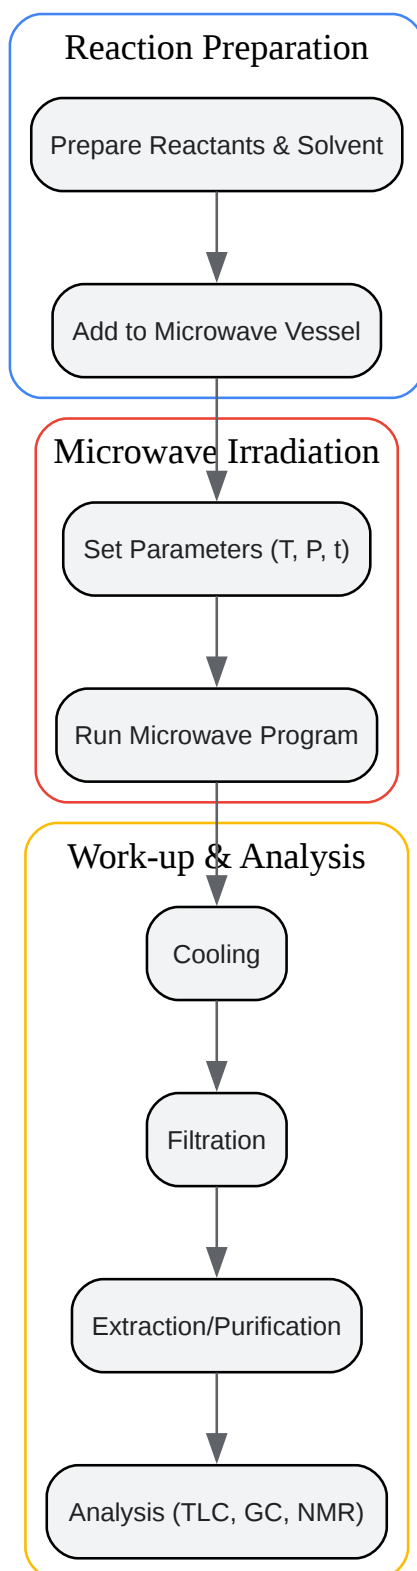 Reaction Preparation
Prepare Reactants & Solvent
Add to Microwave Vessel
Microwave Irradiation
Set Parameters (T, P, t)
Run Microwave Program
Work-up & Analysis
Cooling
Filtration
Extraction/Purification
Analysis (TLC, GC, NMR)